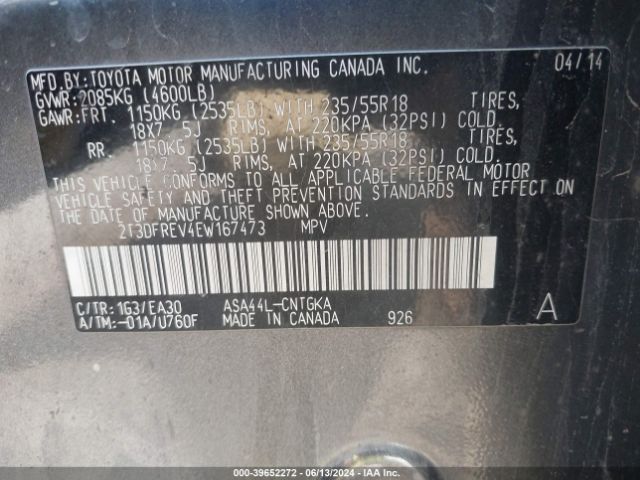 MFD.BY:TOYOTA MOTOR MANUFACTURING CANADA INC. 04/14
GVWR:2085KG (4600LB)
GAWR:FRT. 1150KG (2535LB) WITH 235/55R18 TIRES,
18X7.5J RIMS, AT 220KPA (32PSI) COLD.
RR. 1150KG (2535LB) WITH 235/55R18 TIRES,
18X7.5J RIMS, AT 220KPA (32PSI) COLD.
THIS VEHICLE CONFORMS TO ALL APPLICABLE FEDERAL MOTOR
VEHICLE SAFETY AND THEFT PREVENTION STANDARDS IN EFFECT ON
THE DATE OF MANUFACTURE SHOWN ABOVE.
2T3DFREV4EW167473 MPV
C/TR:1G3/EA30 ASA44L-CNTGKA
A/TM:-01A/U760F MADE IN CANADA 926 A
000-39652272 - 06/13/2024 - IAA Inc.